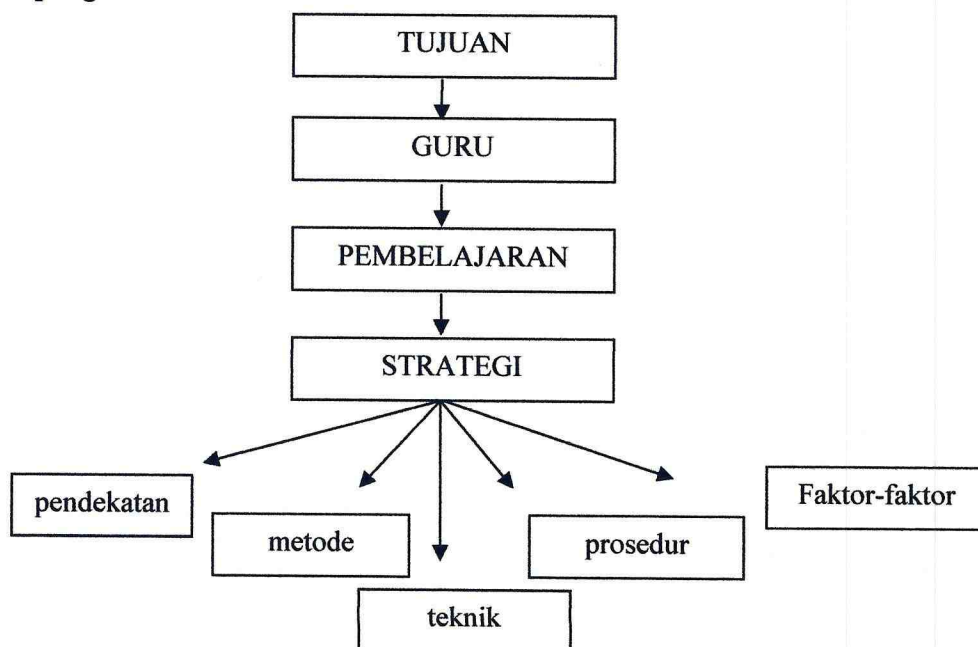 TUJUAN
GURU
PEMBELAJARAN
STRATEGI
pendekatan
metode
teknik
prosedur
Faktor-faktor